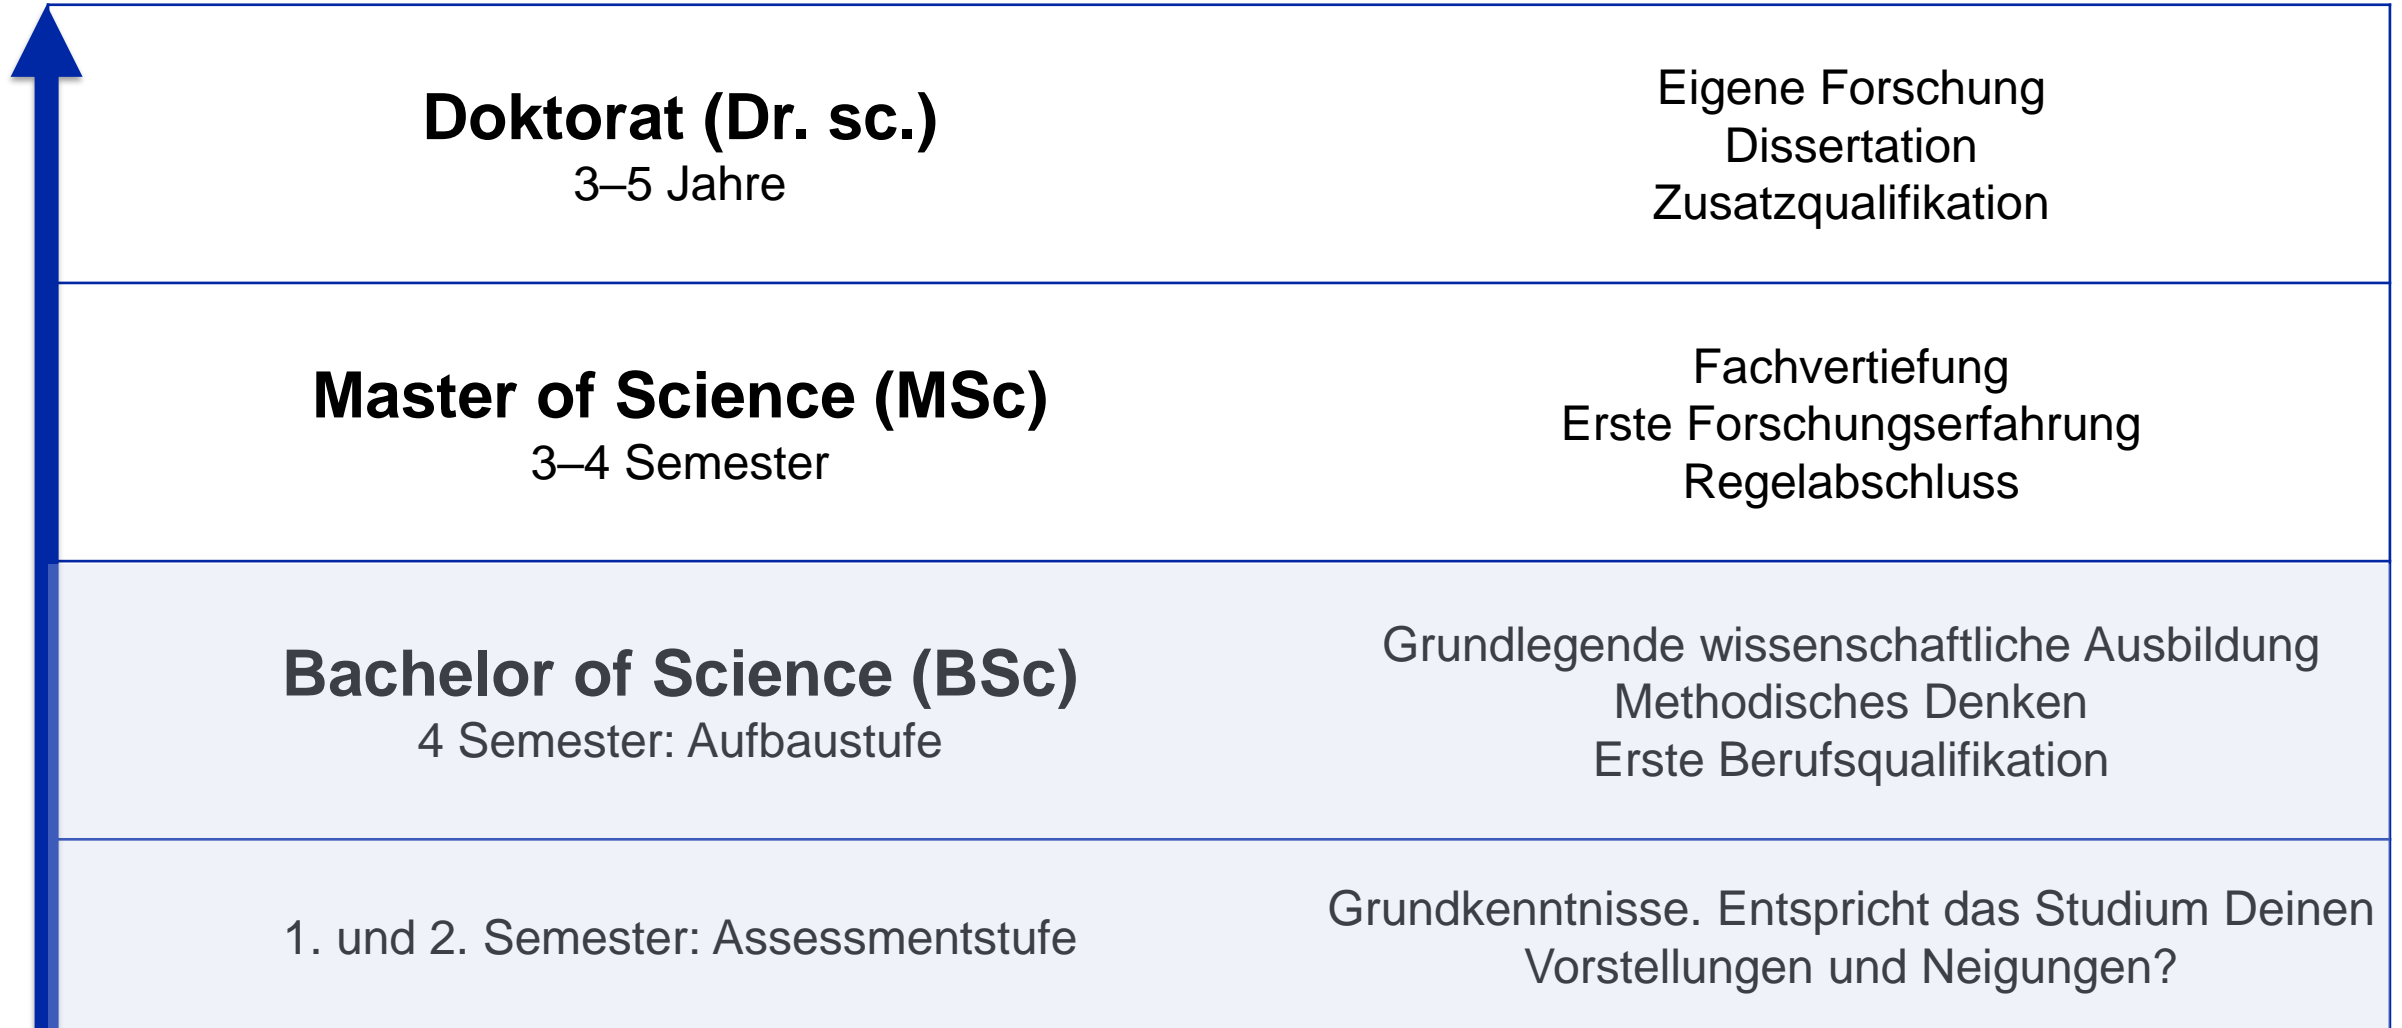 Doktorat (Dr. sc.)
3–5 Jahre
Eigene Forschung
Dissertation
Zusatzqualifikation
Master of Science (MSc)
3–4 Semester
Fachvertiefung
Erste Forschungserfahrung
Regelabschluss
Bachelor of Science (BSc)
4 Semester: Aufbaustufe
Grundlegende wissenschaftliche Ausbildung
Methodisches Denken
Erste Berufsqualifikation
1. und 2. Semester: Assessmentstufe
Grundkenntnisse. Entspricht das Studium Deinen
Vorstellungen und Neigungen?